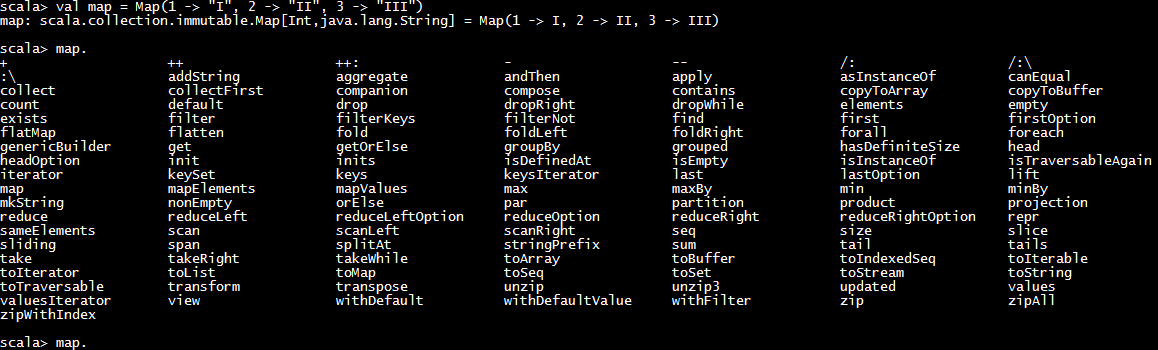 scala> val map = Map(1 -> "I", 2 -> "II", 3 -> "III")
map: scala.collection.immutable.Map[Int,java.lang.String] = Map(1 -> I, 2 -> II, 3 -> III)
scala> map.
+ ++ ++: - -- /: /:\
:\ addString aggregate andThen apply asInstanceOf canEqual
collect collectFirst companion compose contains copyToArray copyToBuffer
count default drop dropRight dropWhile elements empty
exists filter filterKeys filterNot find first firstOption
flatMap flatten fold foldLeft foldRight forall foreach
genericBuilder get getOrElse groupBy grouped hasDefiniteSize head
headOption init inits isDefinedAt isEmpty isInstanceOf isTraversableAgain
iterator keySet keys keysIterator last lastOption lift
map mapElements mapValues max maxBy min minBy
mkString nonEmpty orElse par partition product projection
reduce reduceLeft reduceLeftOption reduceOption reduceRight reduceRightOption repr
sameElements scan scanLeft scanRight seq size slice
sliding span splitAt stringPrefix sum tail tails
take takeRight takeWhile toArray toBuffer toIndexedSeq toIterable
toIterator toList toMap toSeq toSet toStream toString
toTraversable transform transpose unzip unzip3 updated values
valuesIterator view withDefault withDefaultValue withFilter zip zipAll
zipWithIndex
scala> map.